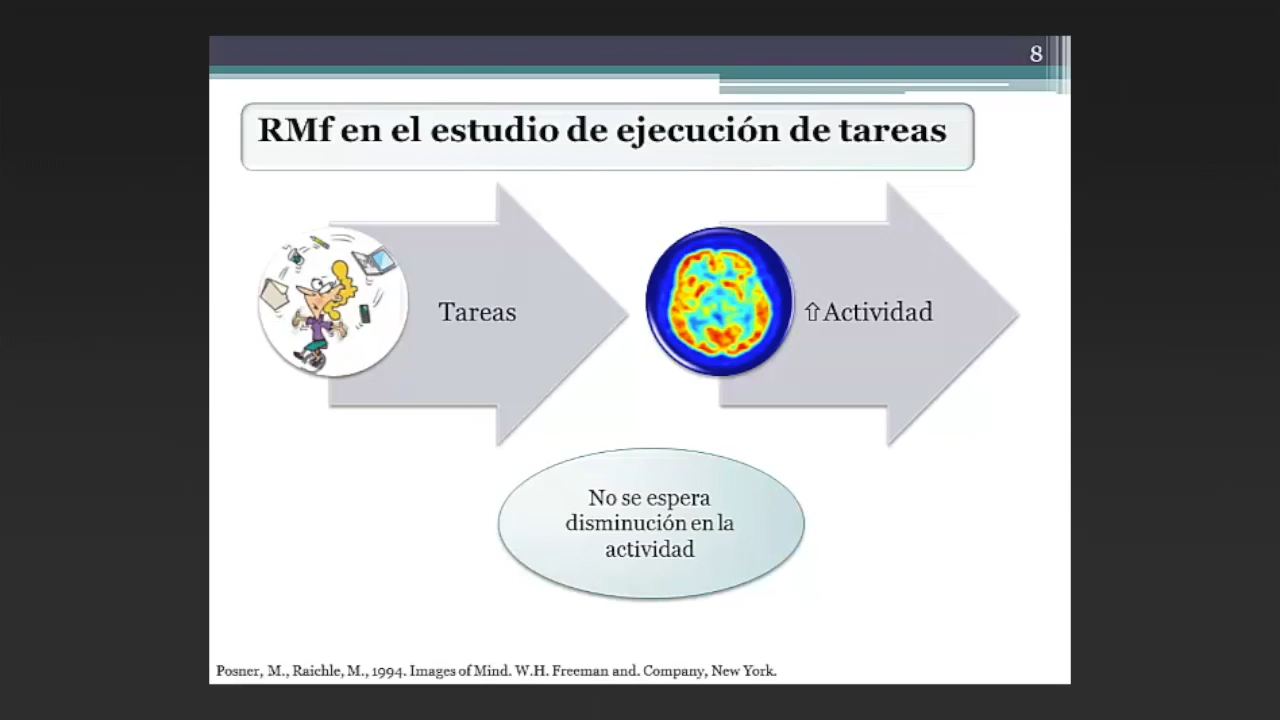 8
RMf en el estudio de ejecución de tareas
Tareas
⇧Actividad
No se espera
disminución en la
actividad
Posner, M., Raichle, M., 1994. Images of Mind. W.H. Freeman and. Company, New York.